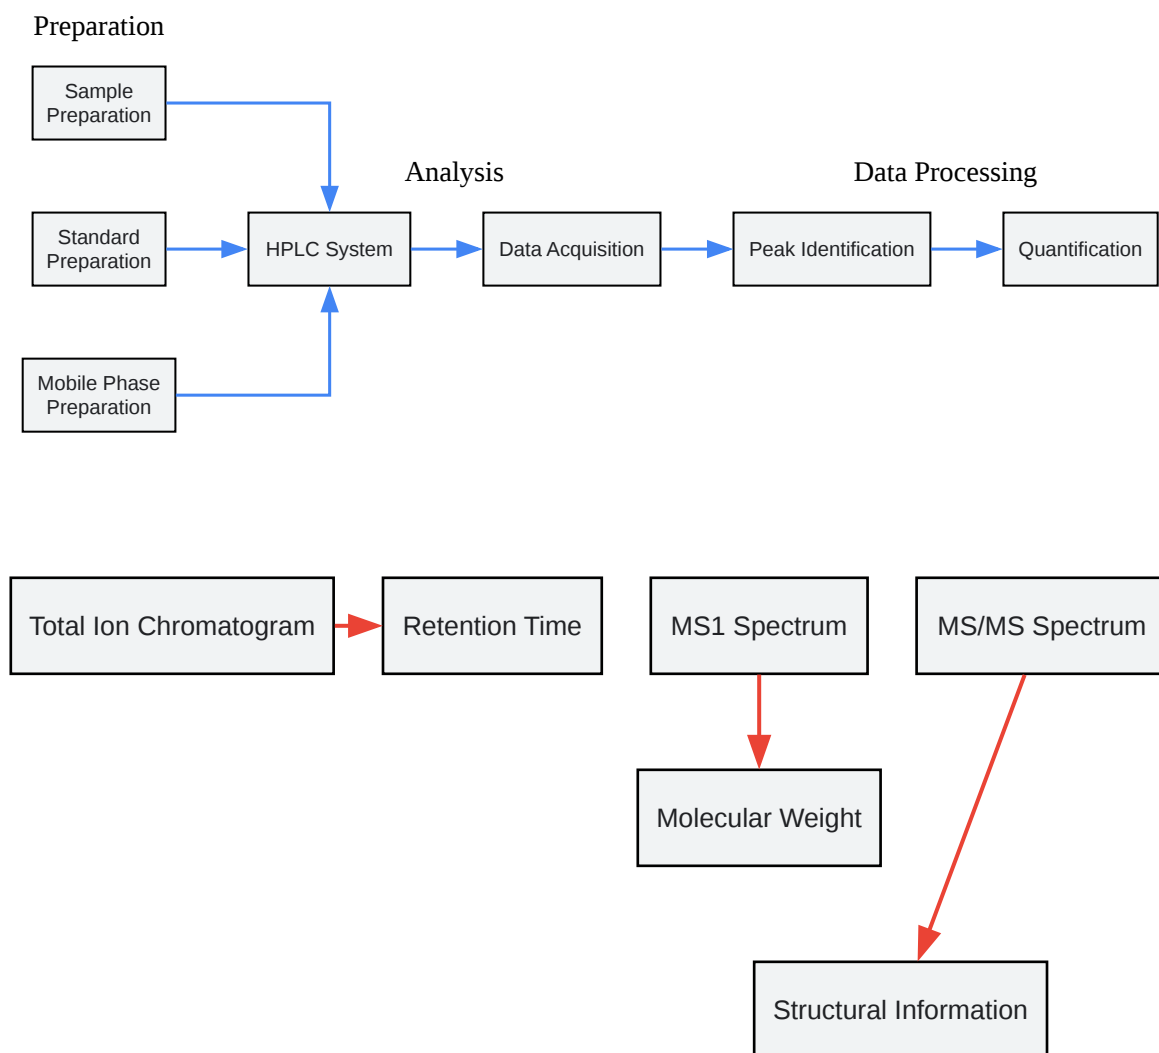 Preparation
Sample
Preparation
Analysis
Data Processing
Standard
Preparation
HPLC System
Data Acquisition
Peak Identification
Quantification
Mobile Phase
Preparation
Total Ion Chromatogram
Retention Time
MS1 Spectrum
MS/MS Spectrum
Molecular Weight
Structural Information